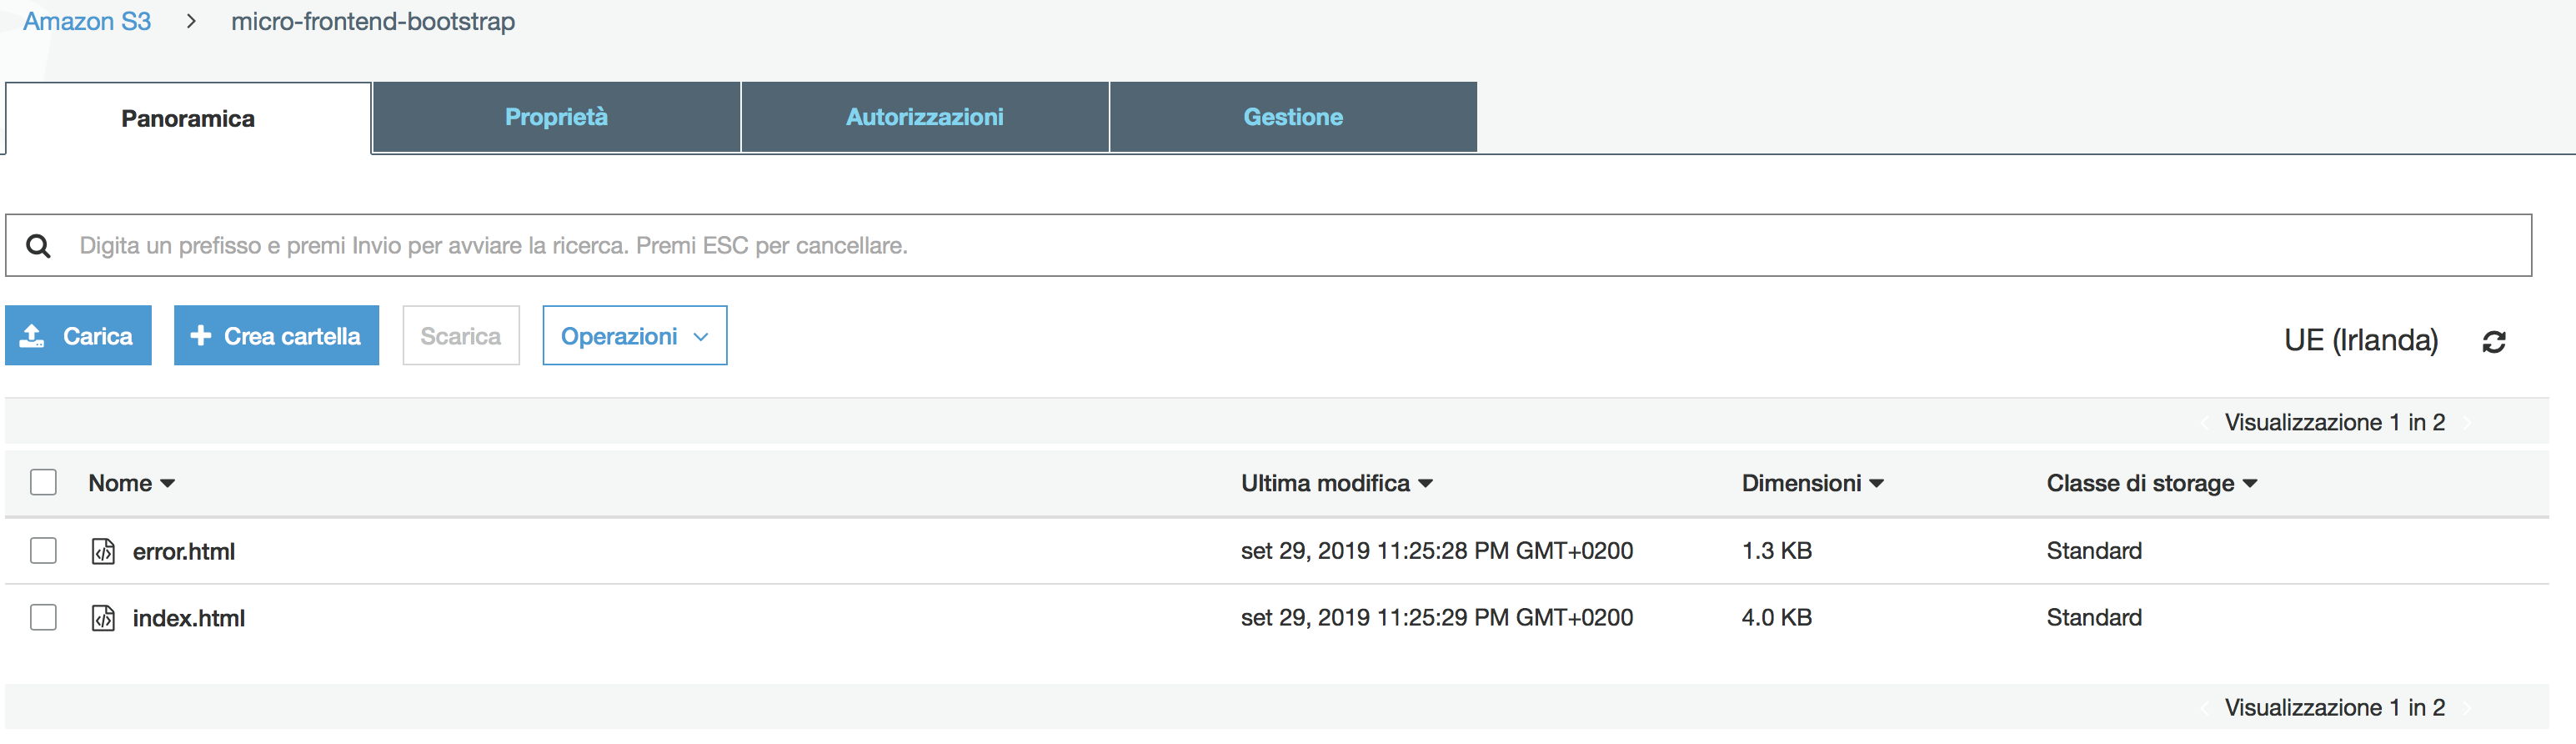 Amazon S3 > micro-frontend-bootstrap
Panoramica Proprietà Autorizzazioni Gestione
Digita un prefisso e premi Invio per avviare la ricerca. Premi ESC per cancellare.
Carica Crea cartella Scarica Operazioni UE (Irlanda)
Visualizzazione 1 in 2
Nome Ultima modifica Dimensioni Classe di storage
error.html set 29, 2019 11:25:28 PM GMT+0200 1.3 KB Standard
index.html set 29, 2019 11:25:29 PM GMT+0200 4.0 KB Standard
Visualizzazione 1 in 2